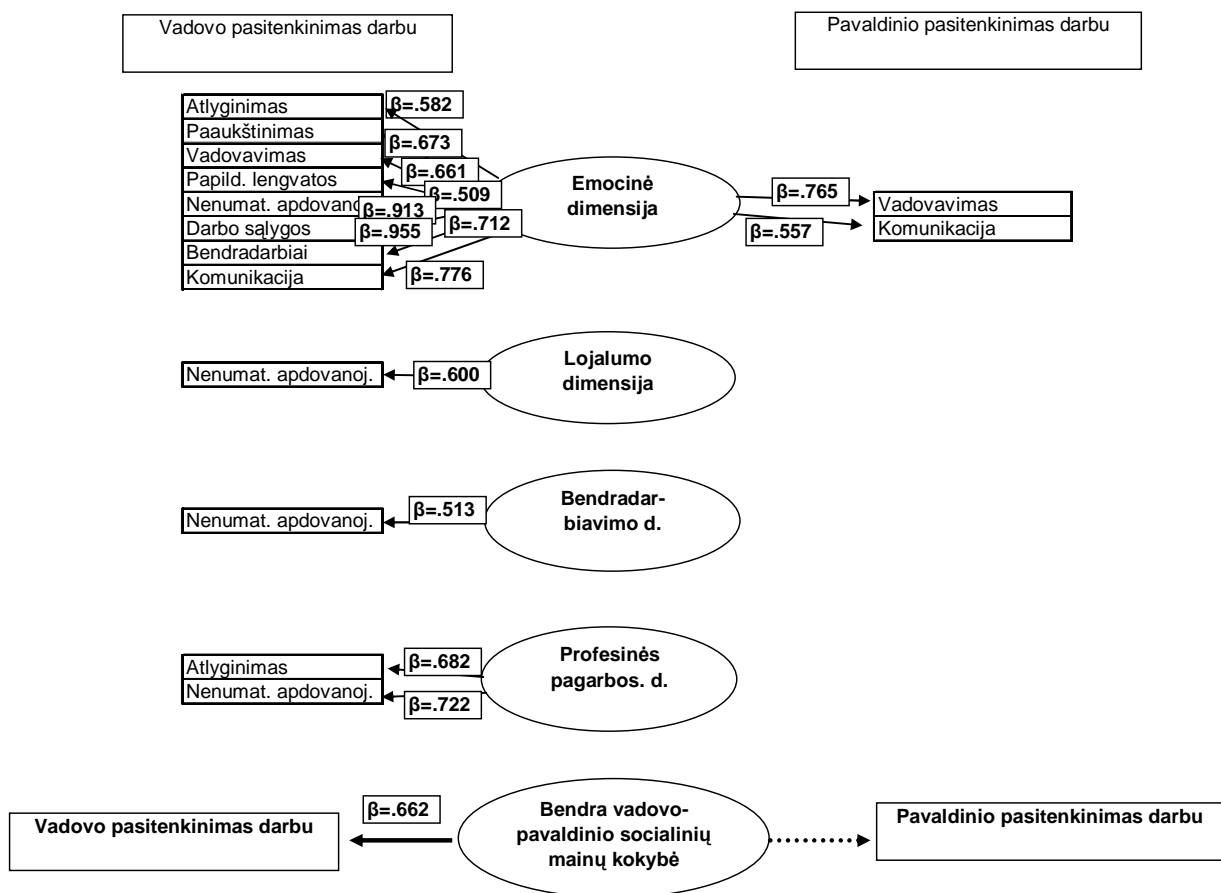 Vadovo pasitenkinimas darbu
Pavaldinio pasitenkinimas darbu
Atlyginimas
Paaukštinimas
Vadovavimas
Papild. lengvatos
Nenumat. apdovano
Darbo sąlygos
Bendradarbiai
Komunikacija
β=.582
β=.673
β=.661
β=.509
β=.913
β=.712
β=.955
β=.776
Emocinė
dimensija
β=.765
β=.557
Vadovavimas
Komunikacija
Nenumat. apdovanoj.
β=.600
Lojalumo
dimensija
Nenumat. apdovanoj.
β=.513
Bendradar-
biavimo d.
Atlyginimas
Nenumat. apdovanoj.
β=.682
β=.722
Profesinės
pagarbos. d.
Vadovo pasitenkinimas darbu
β=.662
Bendra vadovo-
pavaldinio socialinių
mainų kokybė
Pavaldinio pasitenkinimas darbu